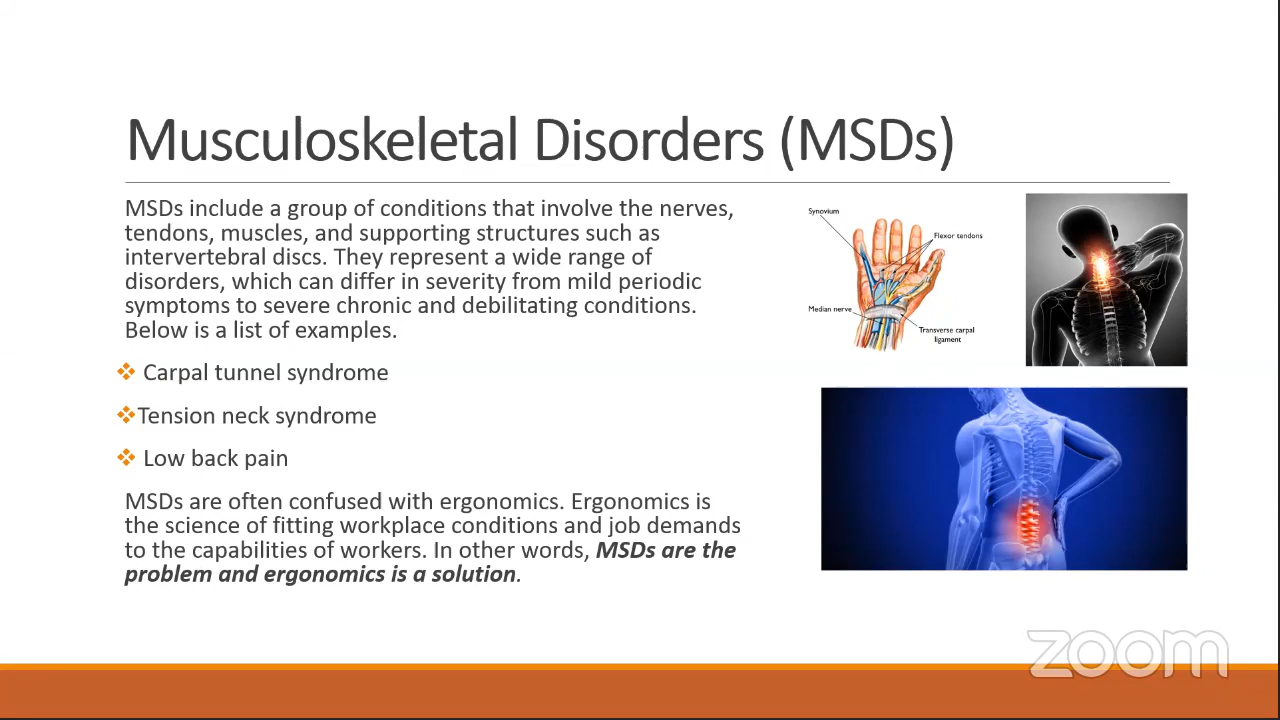 Musculoskeletal Disorders (MSDs)
MSDs include a group of conditions that involve the nerves,
tendons, muscles, and supporting structures such as
intervertebral discs. They represent a wide range of
disorders, which can differ in severity from mild periodic
symptoms to severe chronic and debilitating conditions.
Below is a list of examples.
❖ Carpal tunnel syndrome
❖Tension neck syndrome
❖ Low back pain
MSDs are often confused with ergonomics. Ergonomics is
the science of fitting workplace conditions and job demands
to the capabilities of workers. In other words, MSDs are the
problem and ergonomics is a solution.
Synovium
Flexor tendons
Median nerve
Transverse carpal
ligament
zoom